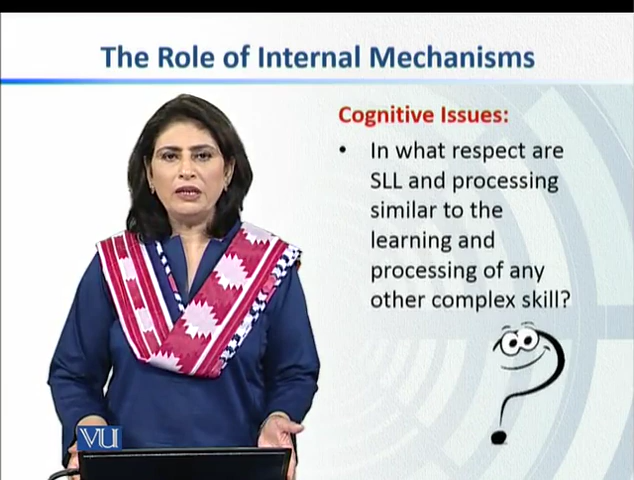 The Role of Internal Mechanisms
Cognitive Issues:
• In what respect are
SLL and processing
similar to the
learning and
processing of any
other complex skill?
VU